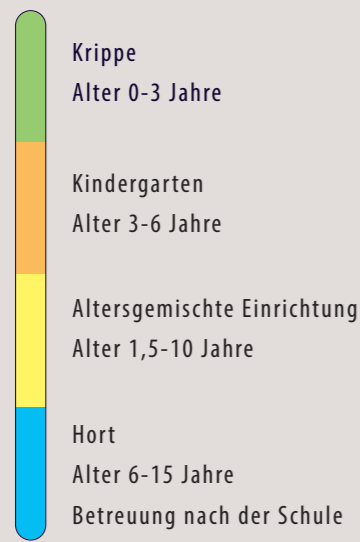 Krippe
Alter 0-3 Jahre
Kindergarten
Alter 3-6 Jahre
Altersgemischte Einrichtung
Alter 1,5-10 Jahre
Hort
Alter 6-15 Jahre
Betreuung nach der Schule